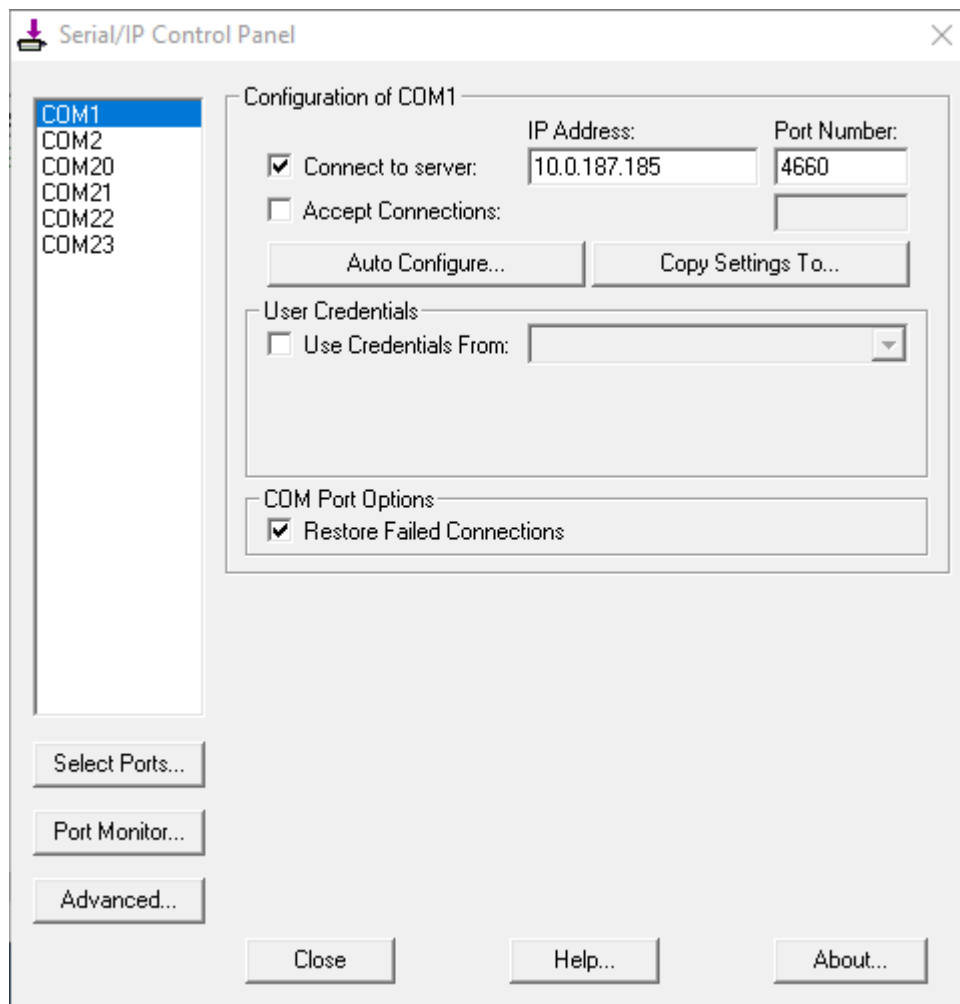 Serial/IP Control Panel
COM1
COM2
COM20
COM21
COM22
COM23
Configuration of COM1
IP Address: Port Number:
Connect to server: 10.0.187.185 4660
Accept Connections:
Auto Configure... Copy Settings To...
User Credentials
Use Credentials From:
COM Port Options
Restore Failed Connections
Select Ports...
Port Monitor...
Advanced...
Close Help... About...